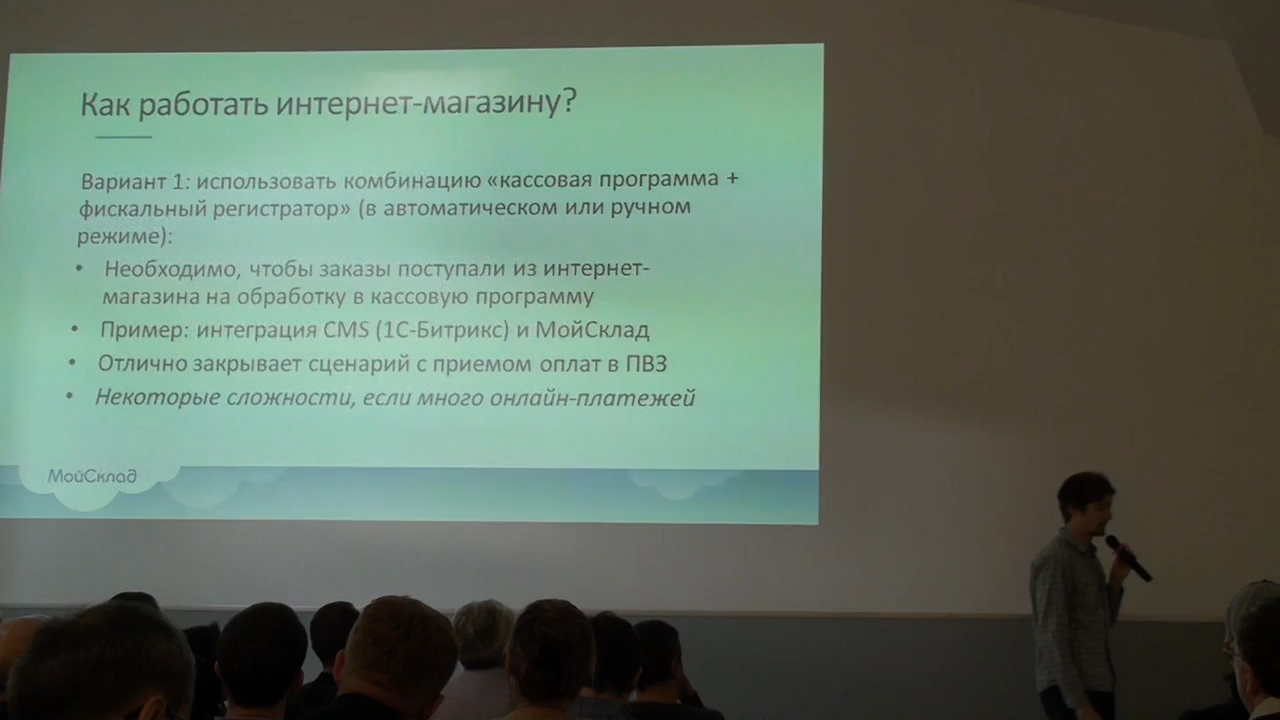 Как работать интернет-магазину?
Вариант 1: использовать комбинацию «кассовая программа +
фискальный регистратор» (в автоматическом или ручном
режиме):
• Необходимо, чтобы заказы поступали из интернет-
магазина на обработку в кассовую программу
• Пример: интеграция CMS (1С-Битрикс) и МойСклад
• Отлично закрывает сценарий с приемом оплат в ПВЗ
• Некоторые сложности, если много онлайн-платежей
МойСклад